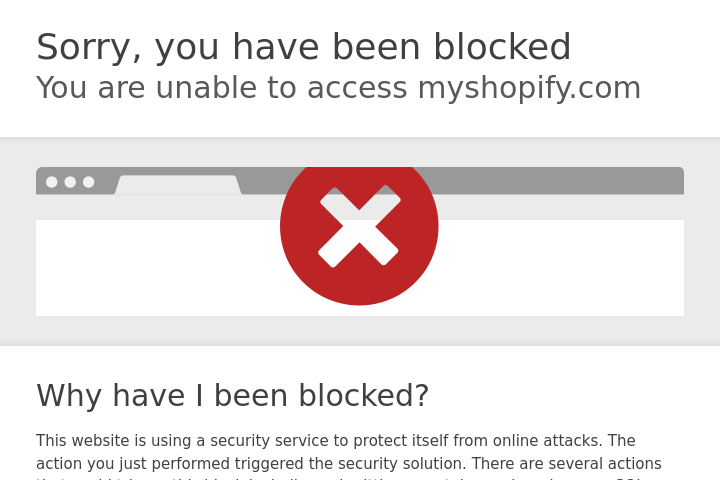 Sorry, you have been blocked
You are unable to access myshopify.com
Why have I been blocked?
This website is using a security service to protect itself from online attacks. The
action you just performed triggered the security solution. There are several actions